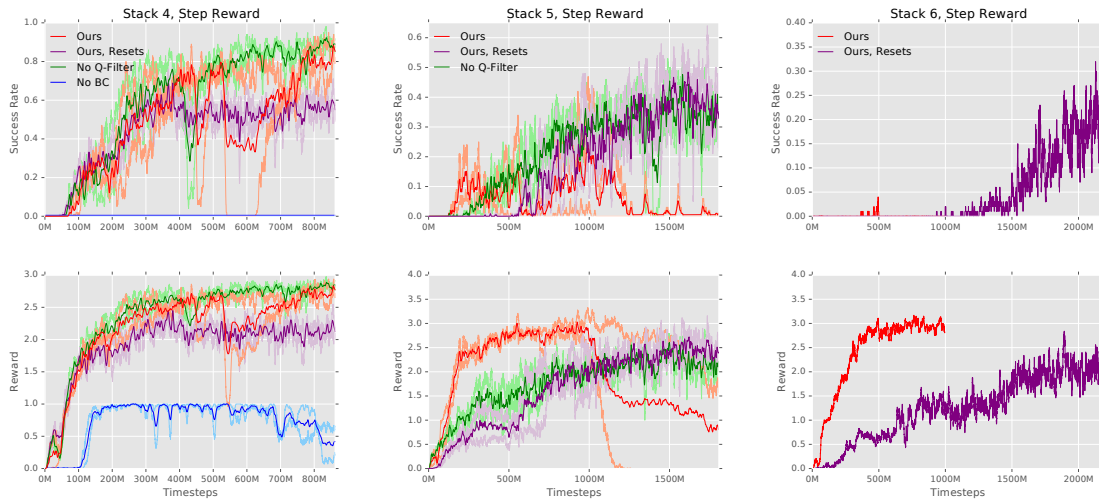 Stack 4, Step Reward
Success Rate
1.0
0.8
0.6
0.4
0.2
0.0
Ours
Ours, Resets
No Q-Filter
No BC
0M 100M 200M 300M 400M 500M 600M 700M 800M
Stack 5, Step Reward
Success Rate
0.6
0.5
0.4
0.3
0.2
0.1
0.0
Ours
Ours, Resets
No Q-Filter
0M 500M 1000M 1500M
Stack 6, Step Reward
Success Rate
0.40
0.35
0.30
0.25
0.20
0.15
0.10
0.05
0.00
Ours
Ours, Resets
0M 500M 1000M 1500M 2000M
Reward
3.0
2.5
2.0
1.5
1.0
0.5
0.0
0M 100M 200M 300M 400M 500M 600M 700M 800M
Timesteps
Reward
4.0
3.5
3.0
2.5
2.0
1.5
1.0
0.5
0.0
0M 500M 1000M 1500M
Timesteps
Reward
4.0
3.5
3.0
2.5
2.0
1.5
1.0
0.5
0.0
0M 500M 1000M 1500M 2000M
Timesteps